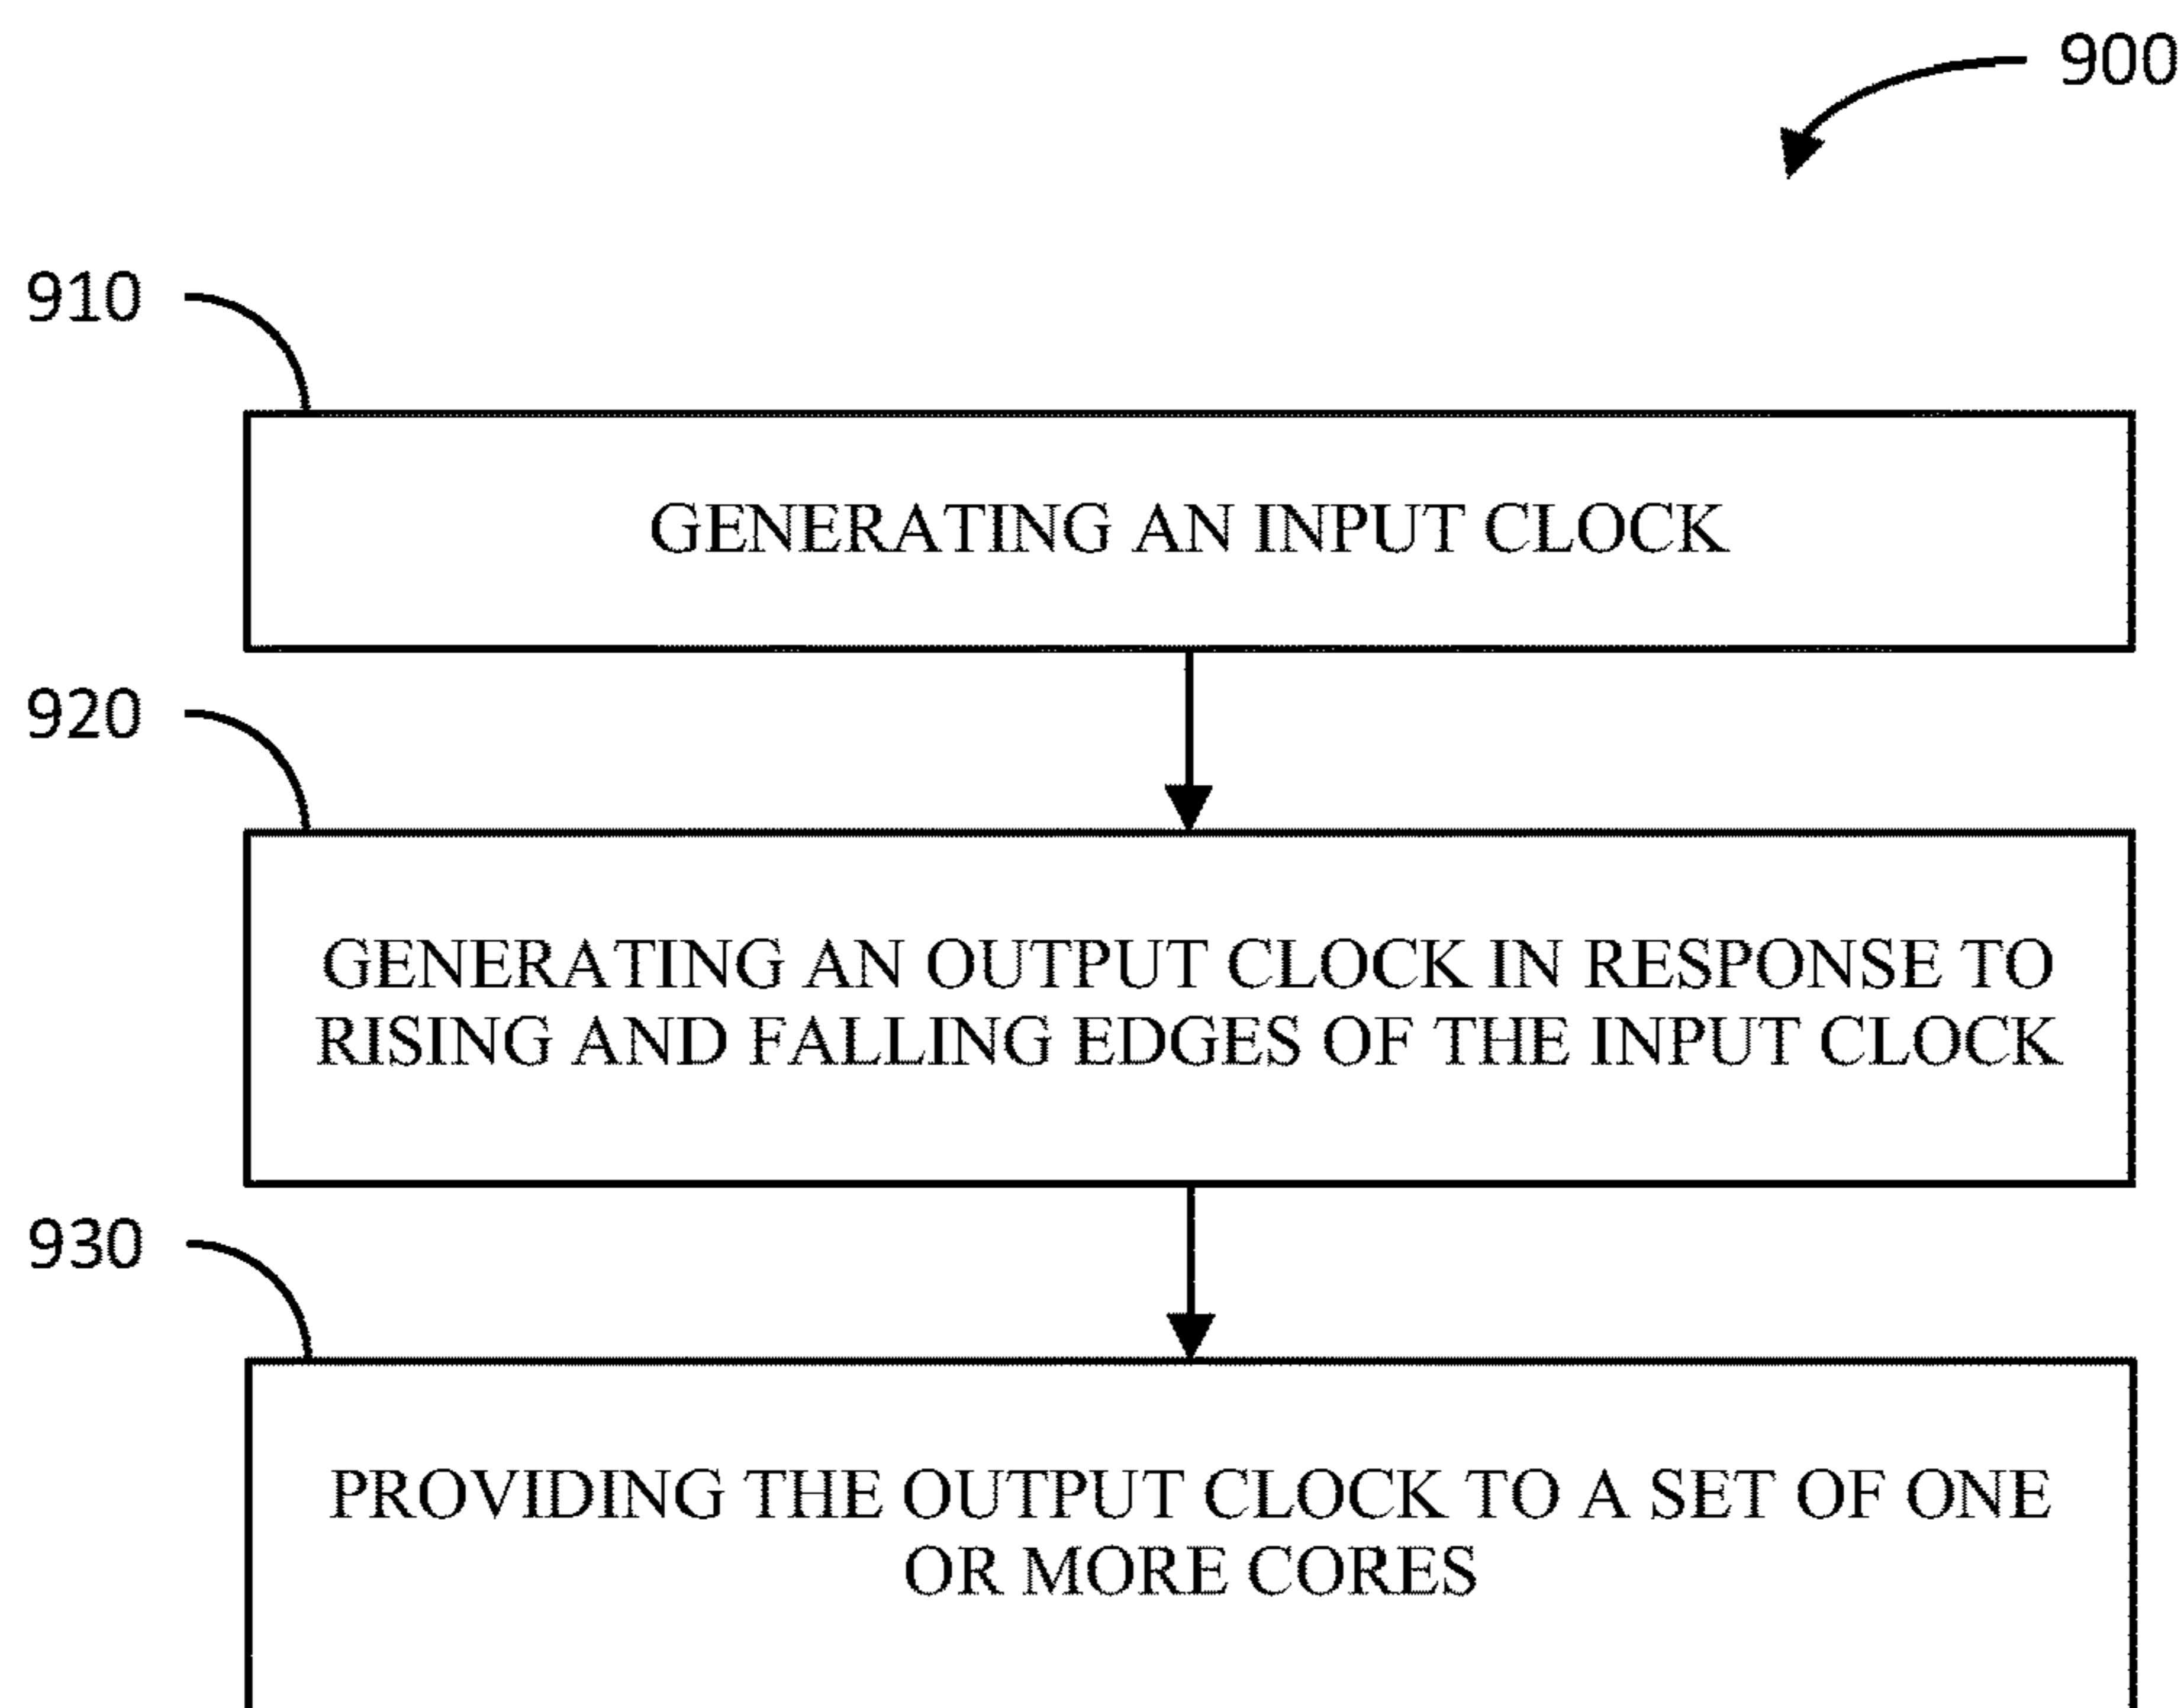 900
910
GENERATING AN INPUT CLOCK
920
GENERATING AN OUTPUT CLOCK IN RESPONSE TO
RISING AND FALLING EDGES OF THE INPUT CLOCK
930
PROVIDING THE OUTPUT CLOCK TO A SET OF ONE
OR MORE CORES